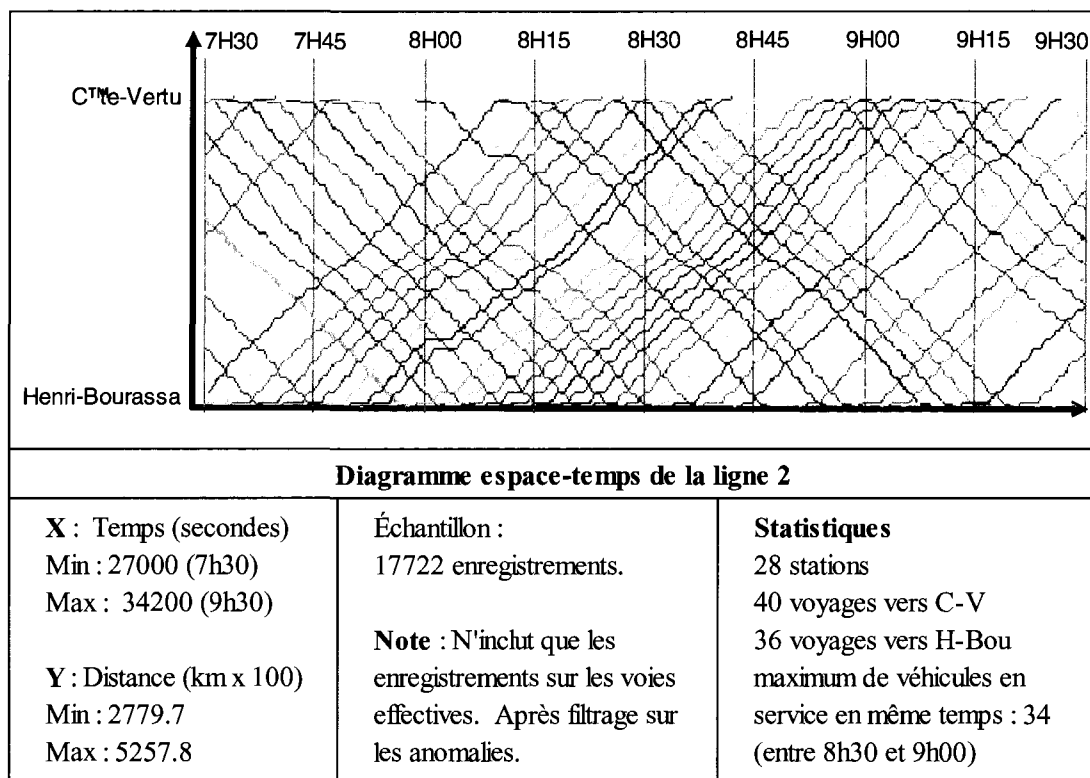 7H30 7H45 8H00 8H15 8H30 8H45 9H00 9H15 9H30
C™te-Vertu
Henri-Bourassa
Diagramme espace-temps de la ligne 2
X : Temps (secondes)
Min : 27000 (7h30)
Max : 34200 (9h30)
Y : Distance (km x 100)
Min : 2779.7
Max : 5257.8
Échantillon :
17722 enregistrements.
Note : N'inclut que les
enregistrements sur les voies
effectives. Après filtrage sur
les anomalies.
Statistiques
28 stations
40 voyages vers C-V
36 voyages vers H-Bou
maximum de véhicules en
service en même temps : 34
(entre 8h30 et 9h00)